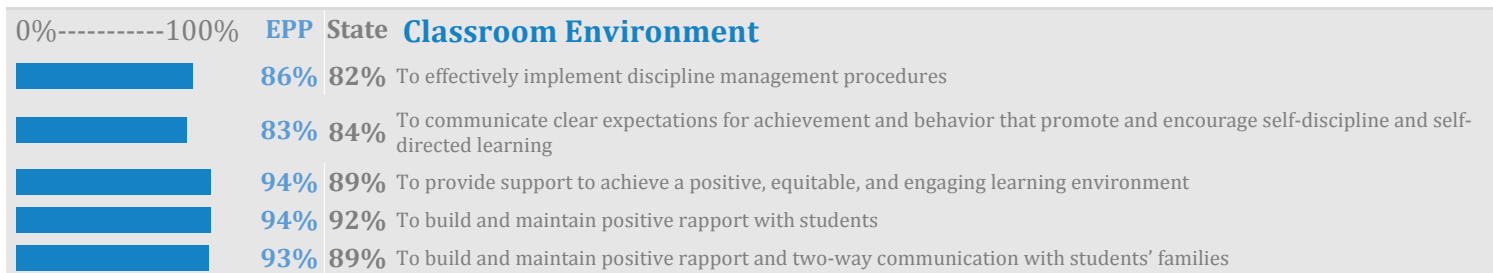 0%-----------100% EPP State Classroom Environment
86% 82% To effectively implement discipline management procedures
83% 84% To communicate clear expectations for achievement and behavior that promote and encourage self-discipline and self-
directed learning
94% 89% To provide support to achieve a positive, equitable, and engaging learning environment
94% 92% To build and maintain positive rapport with students
93% 89% To build and maintain positive rapport and two-way communication with students’ families